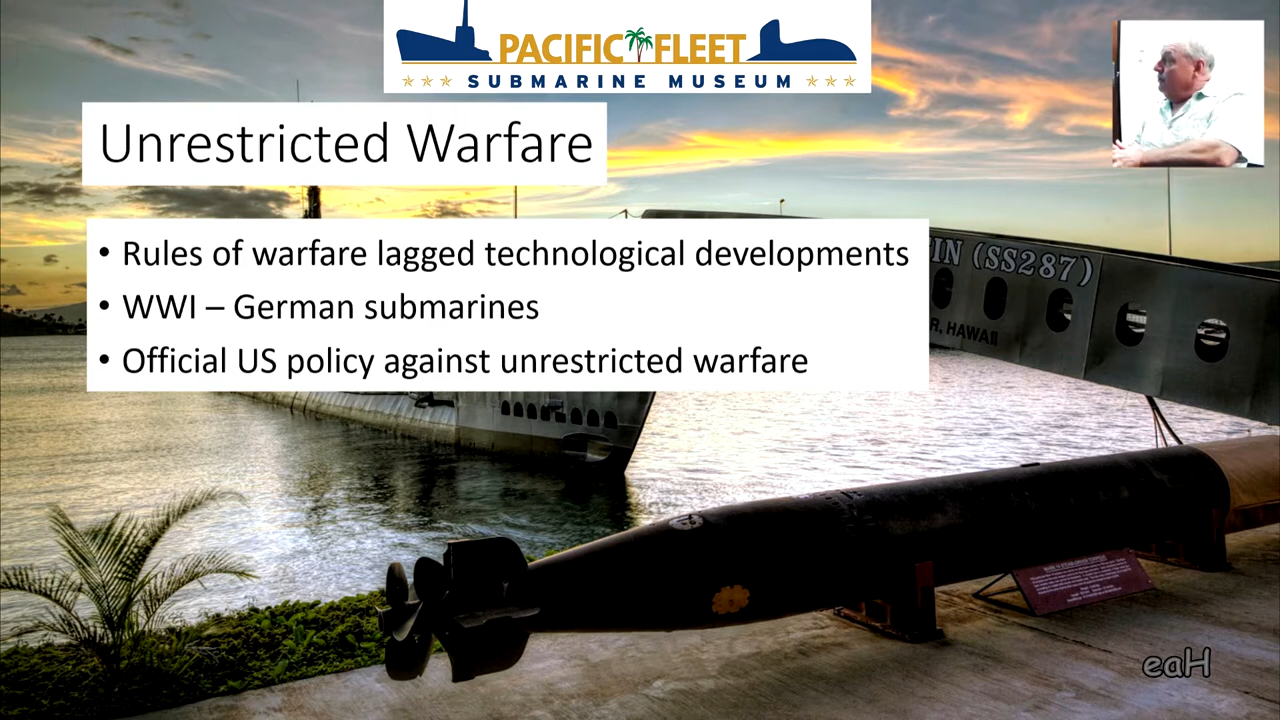 PACIFIC FLEET
SUBMARINE MUSEUM
Unrestricted Warfare
• Rules of warfare lagged technological developments
• WWI – German submarines
• Official US policy against unrestricted warfare
IN (SS287)
R, HAWAII
eaH